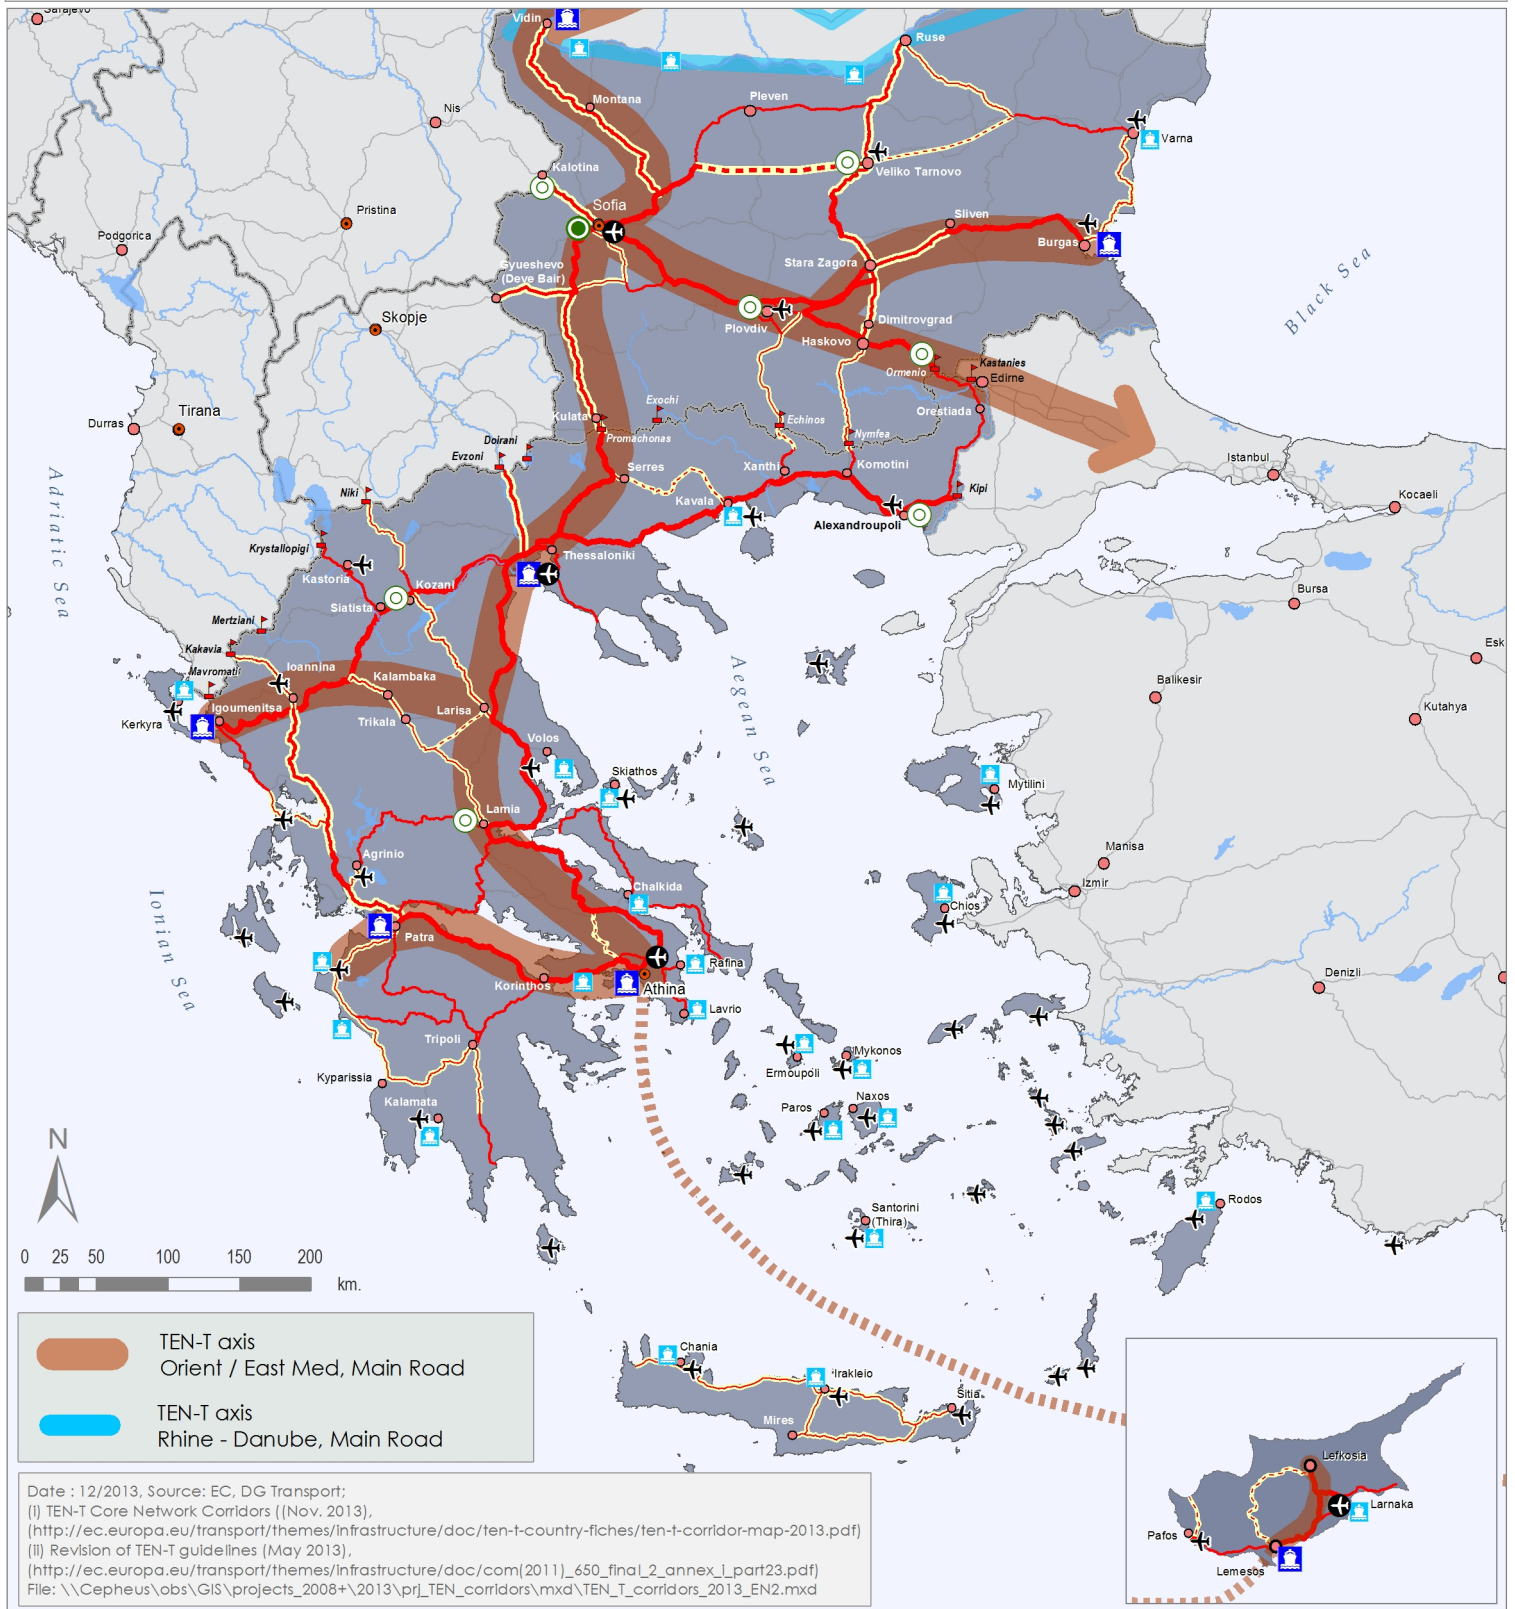 Sarajevo
Vidin
Ruse
Montana
Pleven
Nis
Varna
Kalotina
Veliko Tarnovo
Pristina
Sofia
Sliven
Podgorica
Burgas
Gyueshevo
(Deve Bair)
Stara Zagora
Black Sea
Skopje
Plovdiv
Dimitrovgrad
Haskovo
Ormenio
Kastanies
Edirne
Tirana
Durras
Exochi
Kulata
Promachonas
Echinos
Orestiada
Nymfea
Doirani
Evzoni
Serres
Xanthi
Komotini
Istanbul
Adriatic Sea
Niki
Kavala
Kipi
Kocaeli
Alexandroupoli
Krystallopigi
Thessaloniki
Kastoria
Kozani
Siatista
Bursa
Mertziani
Kakavia
Esk
Mavromati
Ioannina
Kalambaka
Aegean Sea
Balikesir
Igoumenitsa
Larisa
Kutahya
Kerkyra
Trikala
Volos
Skiathos
Mytilini
Lamia
Manisa
Agrinio
Izmir
Chalkida
Chios
Ionian Sea
Patra
Rafina
Denizli
Korinthos
Athina
Lavrio
Tripoli
Mykonos
Ermoupoli
Kyparissia
Kalamata
Paros
Naxos
N
Rodos
Santorini
(Thira)
0 25 50 100 150 200
km.
TEN-T axis
Orient / East Med, Main Road
TEN-T axis
Rhine - Danube, Main Road
Chania
Irakleio
Sitia
Mires
Lefkosia
Larnaka
Pafos
Lemesos
Date : 12/2013, Source: EC, DG Transport;
(i) TEN-T Core Network Corridors ((Nov. 2013),
(http://ec.europa.eu/transport/themes/infrastructure/doc/ten-t-country-fiches/ten-t-corridor-map-2013.pdf)
(ii) Revision of TEN-T guidelines (May 2013),
(http://ec.europa.eu/transport/themes/infrastructure/doc/com(2011)_650_final_2_annex_i_part23.pdf)
File: \\Cepheus\obs\GIS\projects_2008+\2013\prj_TEN_corridors\mxd\TEN_T_corridors_2013_EN2.mxd